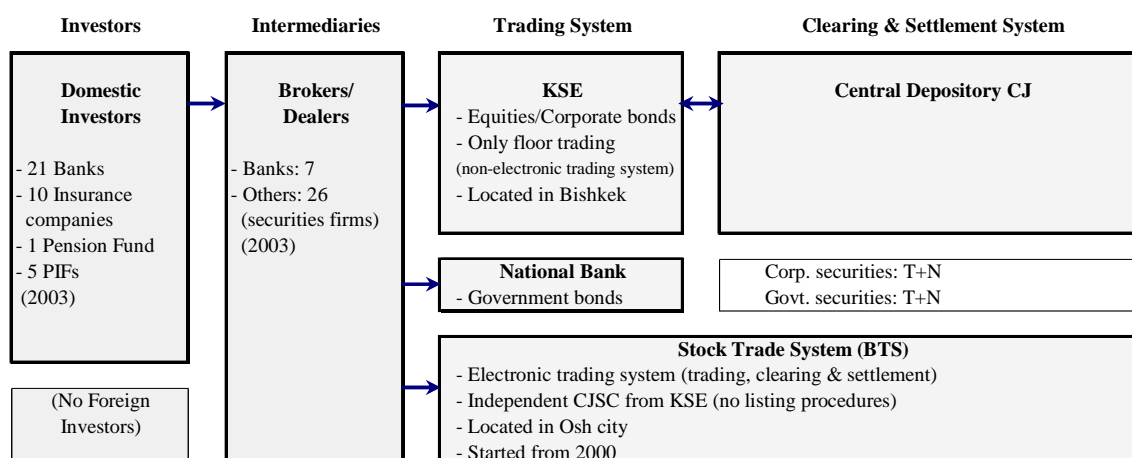 Investors
Intermediaries
Trading System
Clearing & Settlement System
Domestic
Investors
- 21 Banks
- 10 Insurance
companies
- 1 Pension Fund
- 5 PIFs
(2003)
(No Foreign
Investors)
Brokers/
Dealers
- Banks: 7
- Others: 26
(securities firms)
(2003)
KSE
- Equities/Corporate bonds
- Only floor trading
(non-electronic trading system)
- Located in Bishkek
Central Depository CJ
National Bank
- Government bonds
Corp. securities: T+N
Govt. securities: T+N
Stock Trade System (BTS)
- Electronic trading system (trading, clearing & settlement)
- Independent CJSC from KSE (no listing procedures)
- Located in Osh city
- Started from 2000